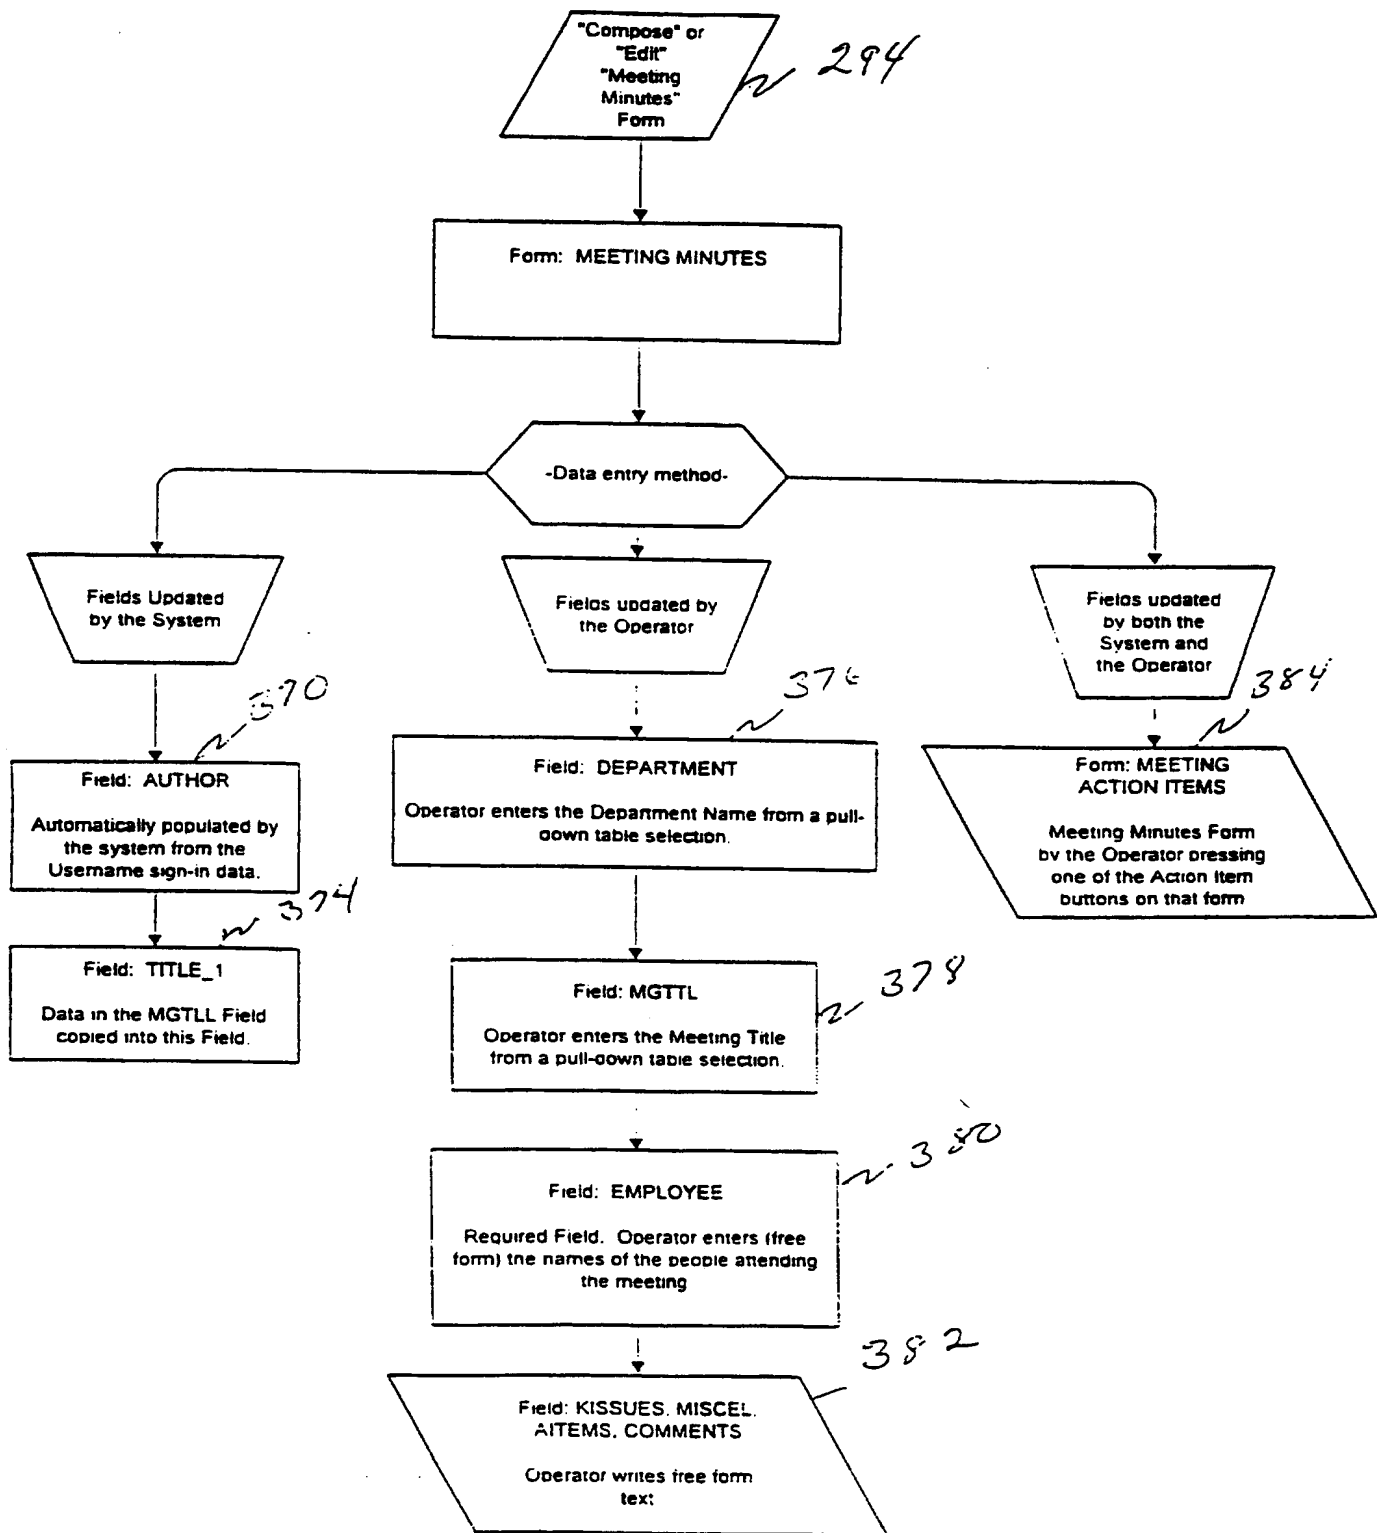 "Compose" or
"Edit"
"Meeting
Minutes"
Form
294
Form: MEETING MINUTES
-Data entry method-
Fields Updated
by the System
Fields updated by
the Operator
Fields updated
by both the
System and
the Operator
370
376
384
Field: AUTHOR
Automatically populated by
the system from the
Username sign-in data.
Field: DEPARTMENT
Operator enters the Department Name from a pull-
down table selection.
Form: MEETING
ACTION ITEMS
Meeting Minutes Form
by the Operator pressing
one of the Action Item
buttons on that form
374
Field: TITLE_1
Data in the MGTLL Field
copied into this Field.
378
Field: MGTTL
Operator enters the Meeting Title
from a pull-down table selection.
380
Field: EMPLOYEE
Required Field. Operator enters (free
form) the names of the people attending
the meeting
382
Field: KISSUES, MISCEL,
AITEMS, COMMENTS
Operator writes free form
text